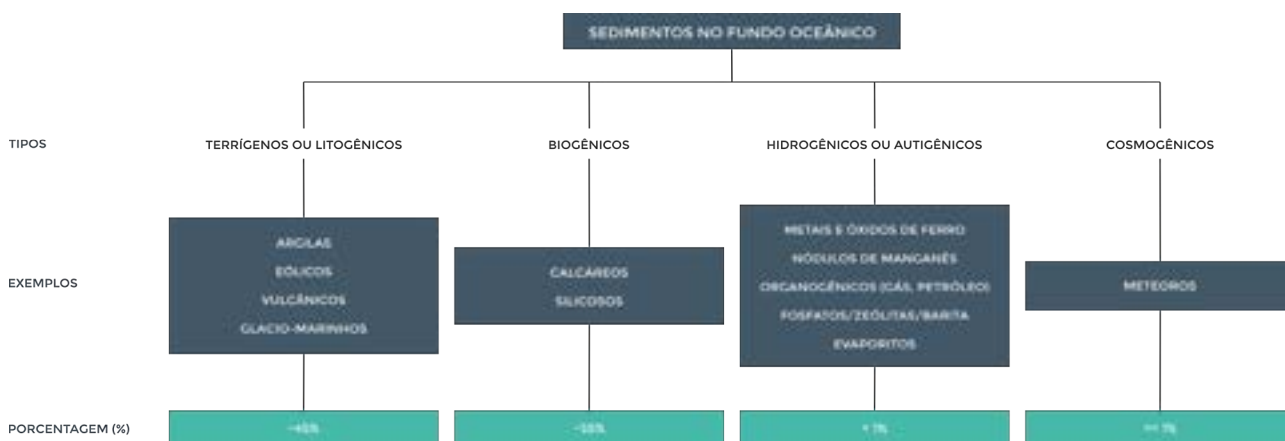 SEDIMENTOS NO FUNDO OCEÂNICO
TIPOS
TERRÍGENOS OU LITOGÊNICOS
BIOGÊNICOS
HIDROGÊNICOS OU AUTIGÊNICOS
COSMOGÊNICOS
EXEMPLOS
ARGILAS
EÓLICOS
VULCÂNICOS
GLACIO-MARINHOS
CALCÁREOS
SILICOSOS
METAIS E ÓXIDOS DE FERRO
NÓDULOS DE MANGANÊS
ORGANOGÊNICOS (GÁS, PETRÓLEO)
FOSFATOS/ZEÓLITAS/BARITA
EVAPORITOS
METEOROS
PORCENTAGEM (%)
< 1%